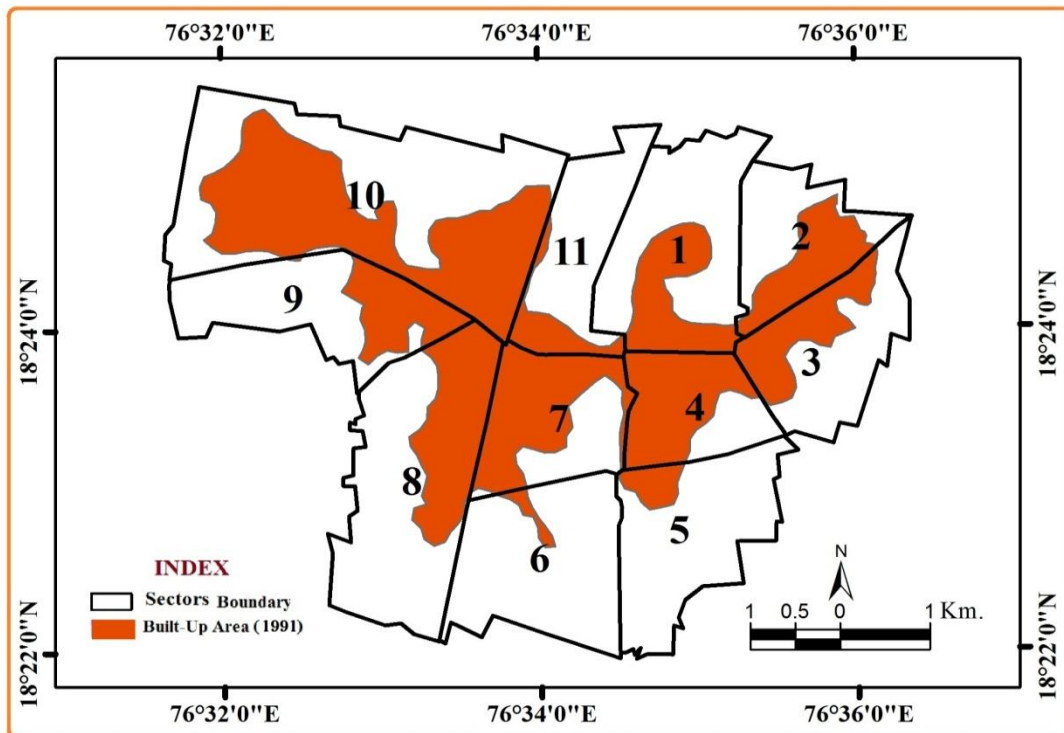 76°32'0"E 76°34'0"E 76°36'0"E
10
2
11 1
9
18°24'0"N 18°24'0"N
3
7 4
8
5
6
N
INDEX
Sectors Boundary
Built-Up Area (1991)
1 0.5 0 1 Km.
18°22'0"N 18°22'0"N
76°32'0"E 76°34'0"E 76°36'0"E